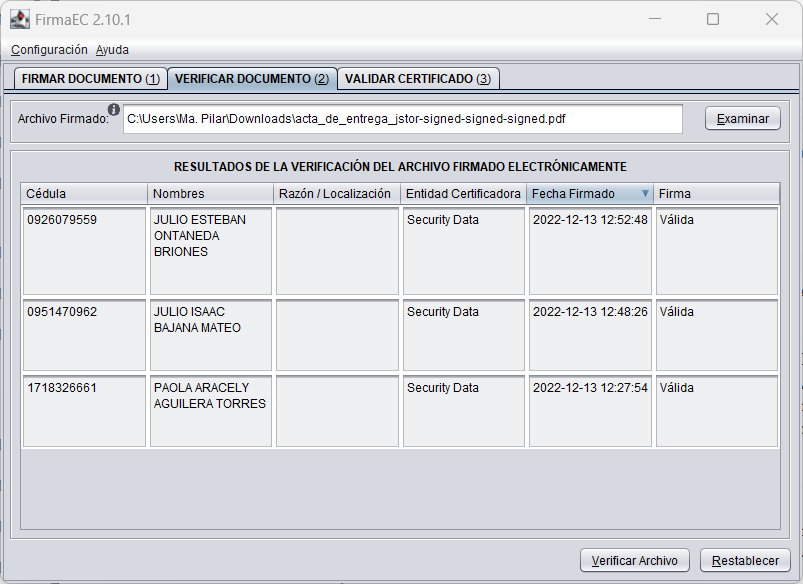 FirmaEC 2.10.1
Configuración Ayuda
FIRMAR DOCUMENTO (1) VERIFICAR DOCUMENTO (2) VALIDAR CERTIFICADO (3)
Archivo Firmado: C:\Users\Ma. Pilar\Downloads\acta_de_entrega_jstor-signed-signed-signed.pdf Examinar
RESULTADOS DE LA VERIFICACIÓN DEL ARCHIVO FIRMADO ELECTRÓNICAMENTE
Cédula Nombres Razón / Localización Entidad Certificadora Fecha Firmado Firma
0926079559 JULIO ESTEBAN Security Data 2022-12-13 12:52:48 Válida
ONTANEDA
BRIONES
0951470962 JULIO ISAAC Security Data 2022-12-13 12:48:26 Válida
BAJANA MATEO
1718326661 PAOLA ARACELY Security Data 2022-12-13 12:27:54 Válida
AGUILERA TORRES
Verificar Archivo Restablecer